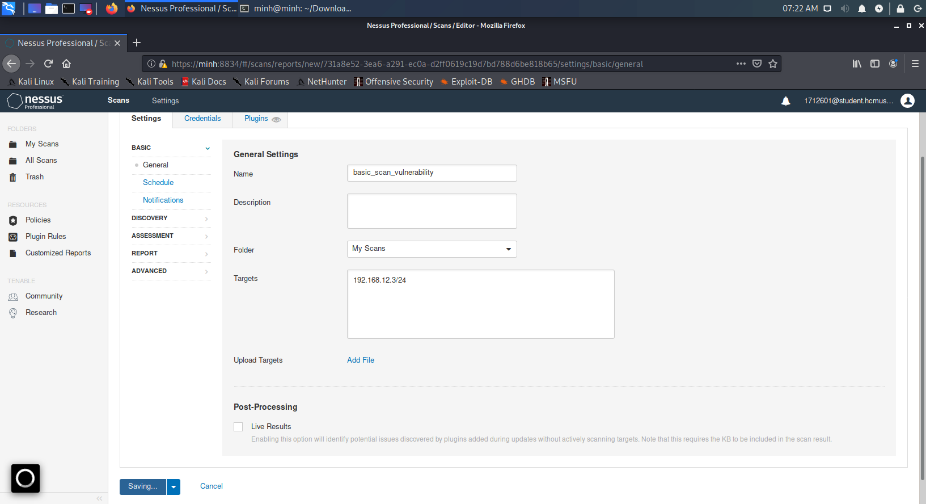 Nessus Professional / Sc...
minh@minh: ~/Downloa...
07:22 AM
Nessus Professional / Scans / Editor - Mozilla Firefox
Nessus Professional / Sc
https://minh:8834/#/scans/reports/new/731a8e52-3ea6-a291-ec0a-d2ff0619c19d7bd788d6be818b65/settings/basic/general
Kali Linux
Kali Training
Kali Tools
Kali Docs
Kali Forums
NetHunter
Offensive Security
Exploit-DB
GHDB
MSFU
nessus
Professional
Scans
Settings
1712601@student.hcmus...
FOLDERS
My Scans
All Scans
Trash
RESOURCES
Policies
Plugin Rules
Customized Reports
TENABLE
Community
Research
Settings
Credentials
Plugins
BASIC
General
Schedule
Notifications
DISCOVERY
ASSESSMENT
REPORT
ADVANCED
General Settings
Name
basic_scan_vulnerability
Description
Folder
My Scans
Targets
192.168.12.3/24
Upload Targets
Add File
Post-Processing
Live Results
Enabling this option will identify potential issues discovered by plugins added during updates without actively scanning targets. Note that this requires the KB to be included in the scan result.
Saving...
Cancel